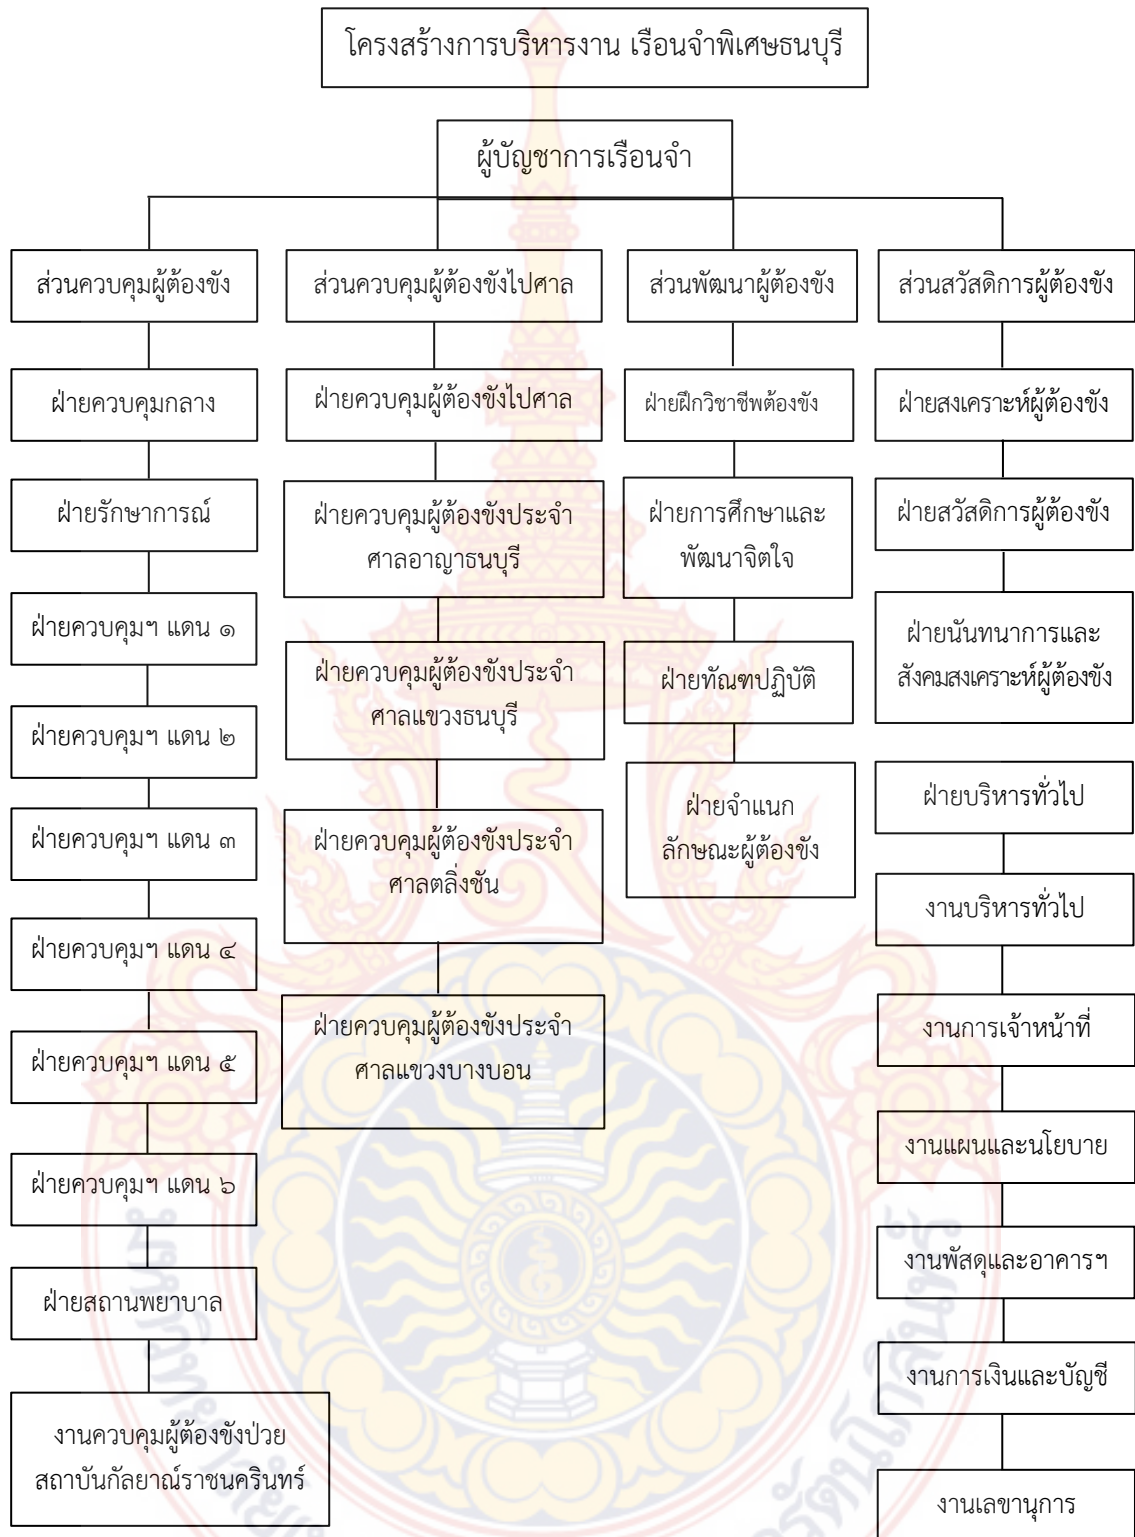 โครงสร้างการบริหารงาน เรือนจำพิเศษธนบุรี
ผู้บัญชาการเรือนจำ
ส่วนควบคุมผู้ต้องขัง
ฝ่ายควบคุมกลาง
ฝ่ายรักษาการณ์
ฝ่ายควบคุมฯ แดน ๑
ฝ่ายควบคุมฯ แดน ๒
ฝ่ายควบคุมฯ แดน ๓
ฝ่ายควบคุมฯ แดน ๔
ฝ่ายควบคุมฯ แดน ๕
ฝ่ายควบคุมฯ แดน ๖
ฝ่ายสถานพยาบาล
งานควบคุมผู้ต้องขังป่วย
สถาบันกัลยาณ์ราชนครินทร์
ส่วนควบคุมผู้ต้องขังไปศาล
ฝ่ายควบคุมผู้ต้องขังไปศาล
ฝ่ายควบคุมผู้ต้องขังประจำ
ศาลอาญาธนบุรี
ฝ่ายควบคุมผู้ต้องขังประจำ
ศาลแขวงธนบุรี
ฝ่ายควบคุมผู้ต้องขังประจำ
ศาลตลิ่งชัน
ฝ่ายควบคุมผู้ต้องขังประจำ
ศาลแขวงบางบอน
ส่วนพัฒนาผู้ต้องขัง
ฝ่ายฝึกวิชาชีพต้องขัง
ฝ่ายการศึกษาและ
พัฒนาจิตใจ
ฝ่ายทัณฑปฏิบัติ
ฝ่ายจำแนก
ลักษณะผู้ต้องขัง
ส่วนสวัสดิการผู้ต้องขัง
ฝ่ายสงเคราะห์ผู้ต้องขัง
ฝ่ายสวัสดิการผู้ต้องขัง
ฝ่ายนันทนาการและ
สังคมสงเคราะห์ผู้ต้องขัง
ฝ่ายบริหารทั่วไป
งานบริหารทั่วไป
งานการเจ้าหน้าที่
งานแผนและนโยบาย
งานพัสดุและอาคารฯ
งานการเงินและบัญชี
งานเลขานุการ